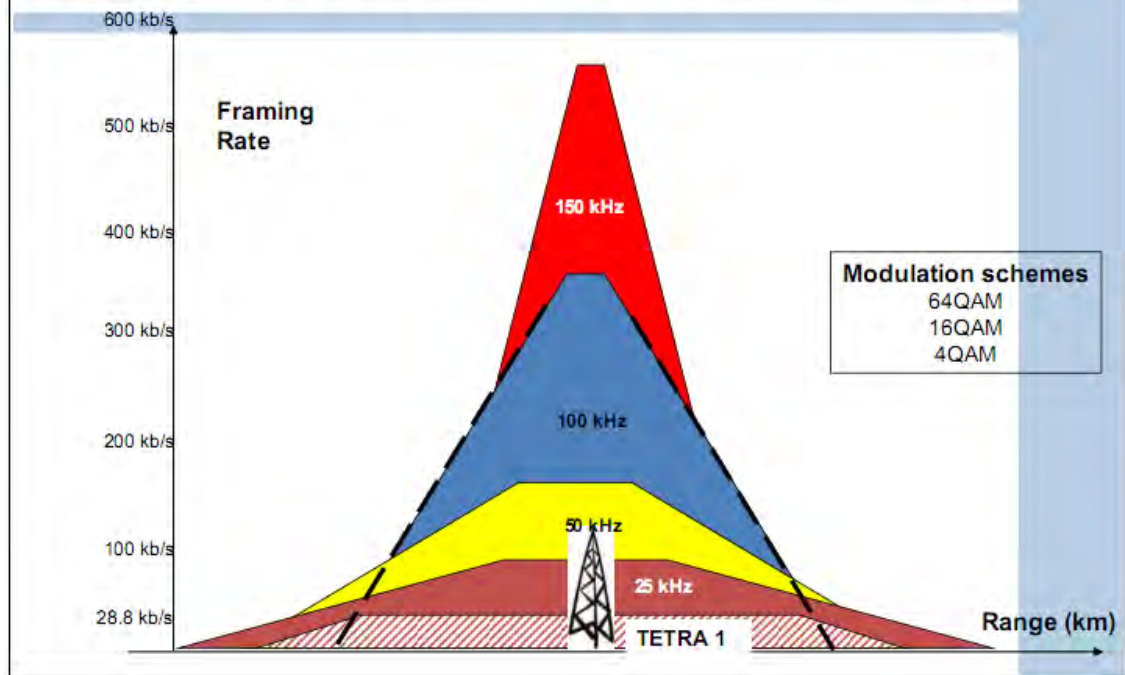 600 kb/s
Framing
Rate
500 kb/s
150 kHz
400 kb/s
Modulation schemes
64QAM
16QAM
4QAM
300 kb/s
100 kHz
200 kb/s
50 kHz
100 kb/s
25 kHz
28.8 kb/s
Range (km)
TETRA 1